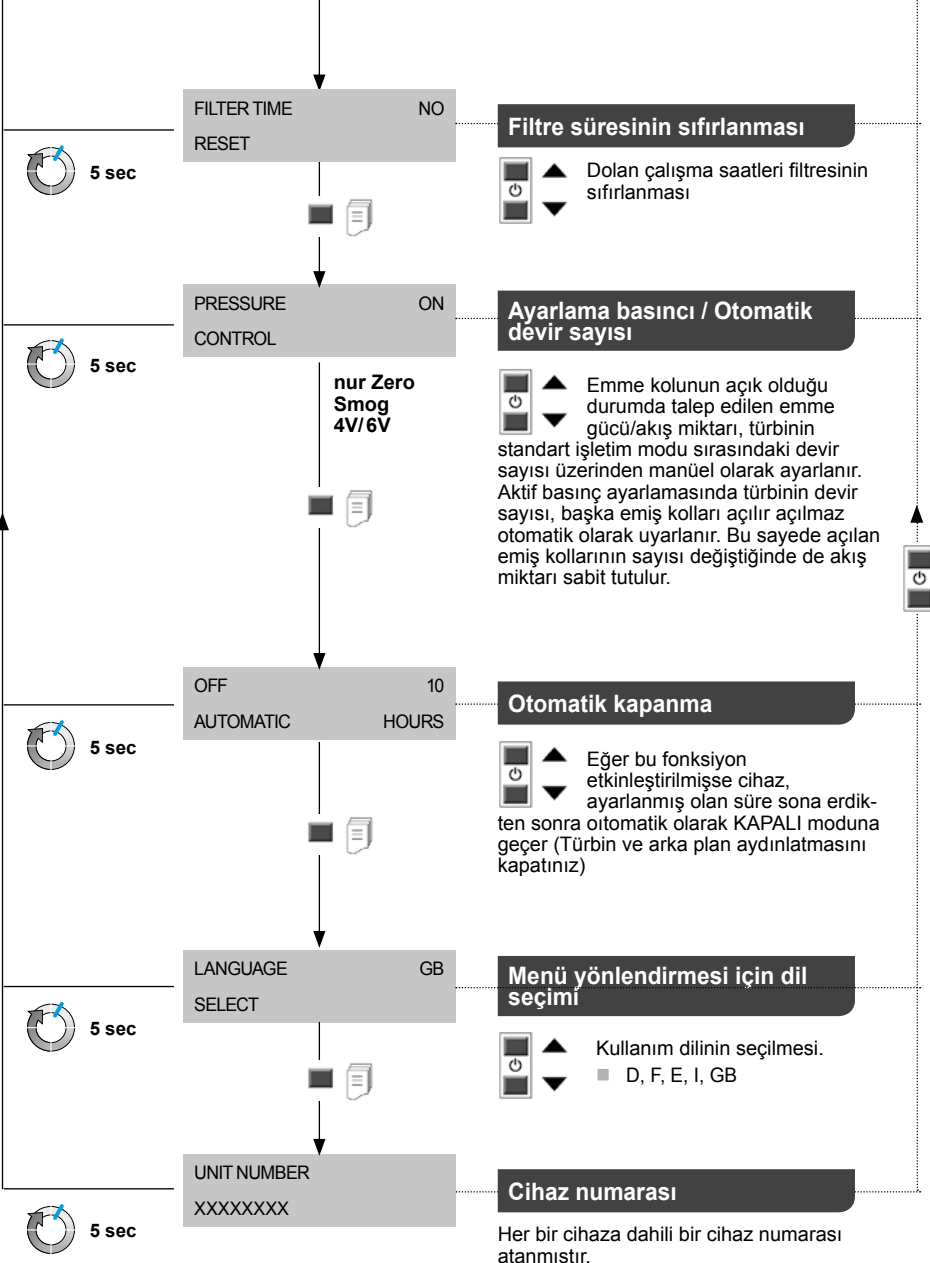 FILTER TIME NO
RESET
Filtre süresinin sıfırlanması
5 sec
Dolan çalışma saatleri filtresinin
sıfırlanması
PRESSURE ON
CONTROL
Ayarlama basıncı / Otomatik
devir sayısı
5 sec
nur Zero
Smog
4V/ 6V
Emme kolunun açık olduğu
durumda talep edilen emme
gücü/akış miktarı, türbinin
standart işletim modu sırasındaki devir
sayısı üzerinden manüel olarak ayarlanır.
Aktif basınç ayarlamasında türbinin devir
sayısı, başka emiş kolları açılır açılmaz
otomatik olarak uyarlanır. Bu sayede açılan
emiş kollarının sayısı değiştiğinde de akış
miktarı sabit tutulur.
OFF 10
AUTOMATIC HOURS
Otomatik kapanma
5 sec
Eğer bu fonksiyon
etkinleştirilmişse cihaz,
ayarlanmış olan süre sona erdik-
ten sonra oıtomatik olarak KAPALI moduna
geçer (Türbin ve arka plan aydınlatmasını
kapatınız)
LANGUAGE GB
SELECT
Menü yönlendirmesi için dil
seçimi
5 sec
Kullanım dilinin seçilmesi.
D, F, E, I, GB
UNIT NUMBER
XXXXXXXX
Cihaz numarası
5 sec
Her bir cihaza dahili bir cihaz numarası
atanmıştır.